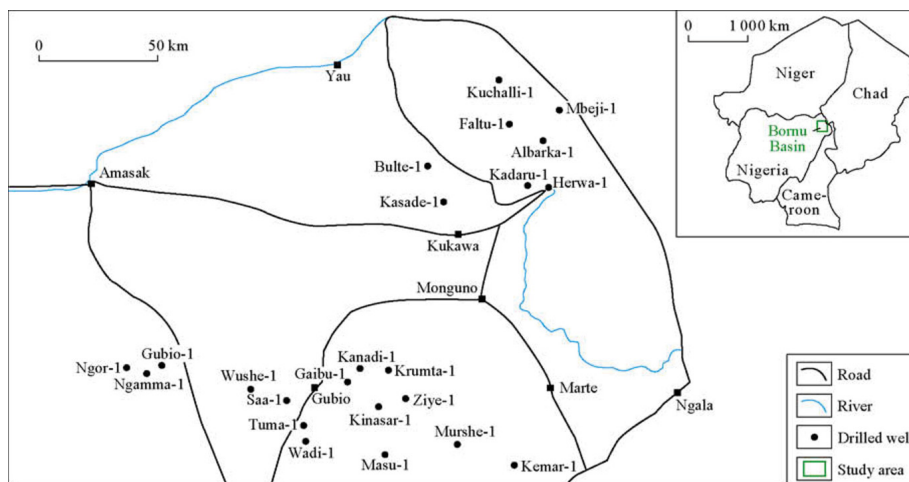 0 50 km
Yau
Kuchalli-1
Mbeji-1
Faltu-1
Albarka-1
Bulte-1
Kadaru-1
Herwa-1
Amasak
Kasade-1
Kukawa
Monguno
Ngor-1
Gubio-1
Ngamma-1
Wushe-1
Saa-1
Gaibu-1
Gubio
Kanadi-1
Krumta-1
Ziye-1
Kinasar-1
Tuma-1
Wadi-1
Masu-1
Murshe-1
Kemar-1
Marte
Ngala
0 1 000 km
Niger
Chad
Bornu
Basin
Nigeria
Came-
roon
Road
River
Drilled well
Study area